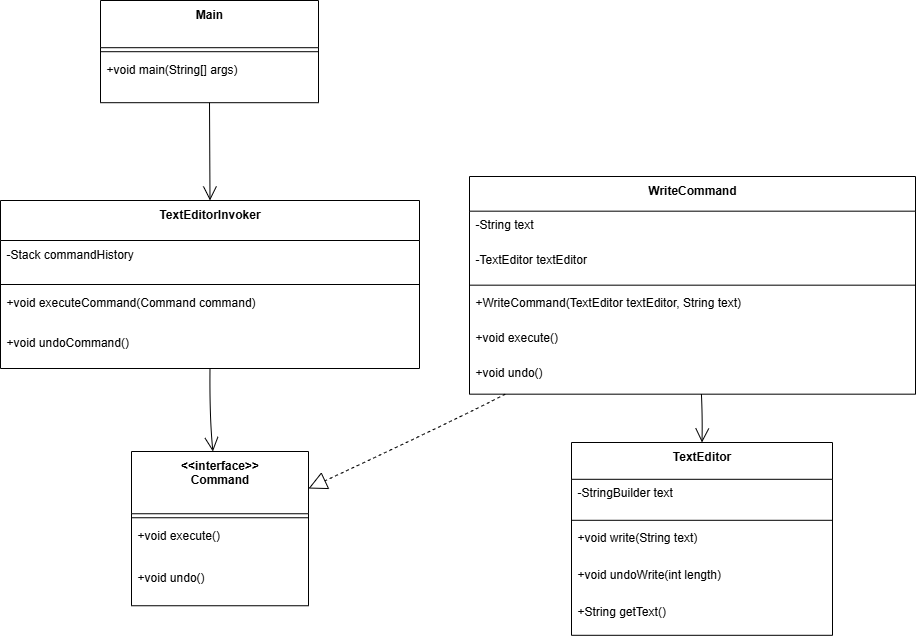 Main
+void main(String[] args)
TextEditorInvoker
-Stack commandHistory
+void executeCommand(Command command)
+void undoCommand()
WriteCommand
-String text
-TextEditor textEditor
+WriteCommand(TextEditor textEditor, String text)
+void execute()
+void undo()
<<interface>>
Command
+void execute()
+void undo()
TextEditor
-StringBuilder text
+void write(String text)
+void undoWrite(int length)
+String getText()